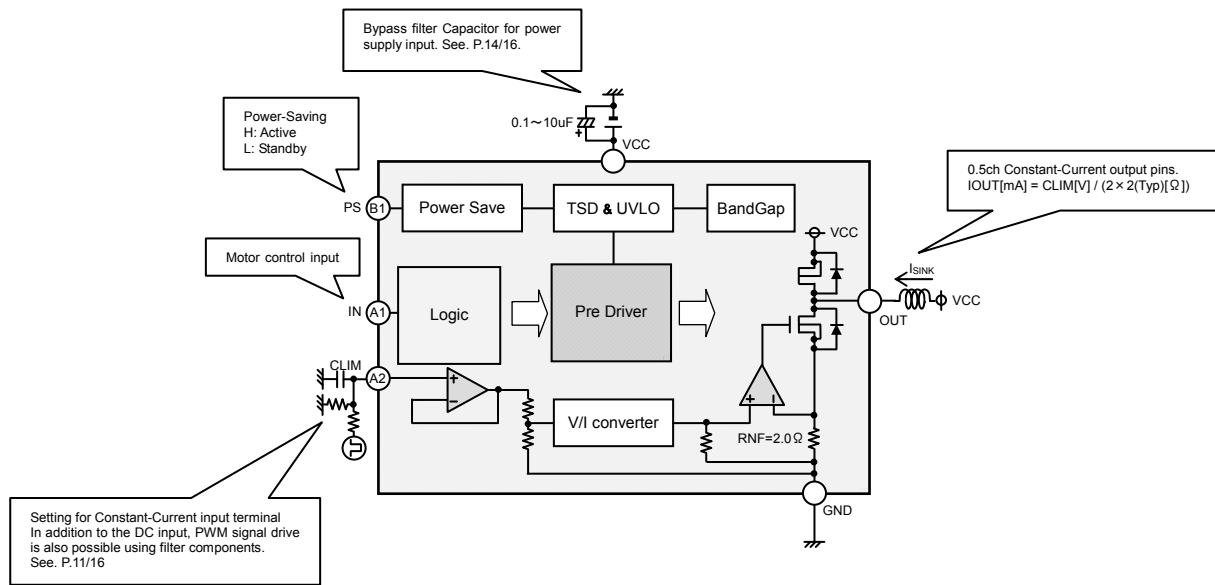 Bypass filter Capacitor for power
supply input. See. P.14/16.
Power-Saving
H: Active
L: Standby
0.1～10uF
+
VCC
0.5ch Constant-Current output pins.
IOUT[mA] = CLIM[V] / (2×2(Typ)[Ω])
PS
B1
Power Save
TSD & UVLO
BandGap
VCC
Motor control input
ISINK
VCC
OUT
IN
A1
Logic
Pre Driver
CLIM
A2
+
−
V/I converter
+
−
RNF=2.0Ω
GND
Setting for Constant-Current input terminal
In addition to the DC input, PWM signal drive
is also possible using filter components.
See. P.11/16